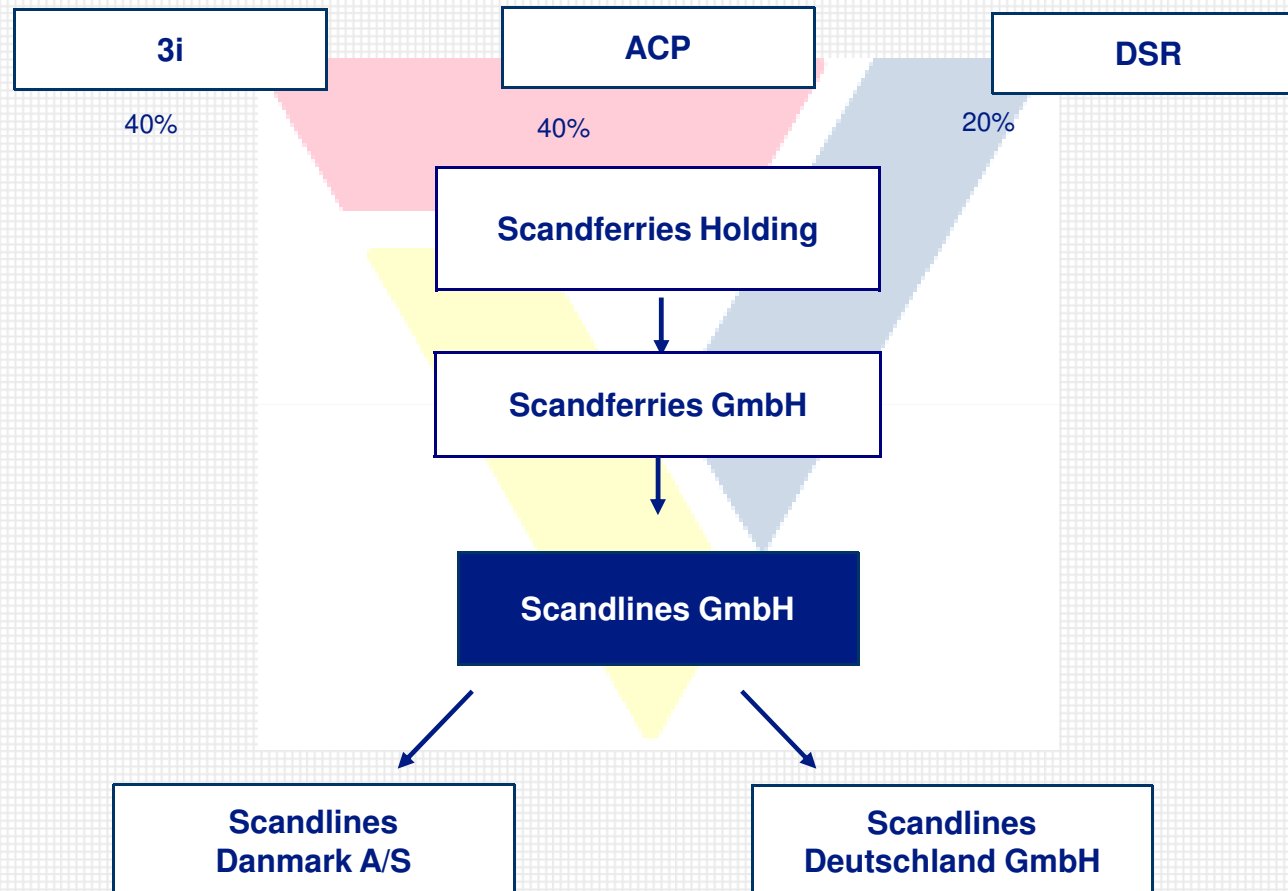 3i
ACP
DSR
40%
40%
20%
Scandferries Holding
Scandferries GmbH
Scandlines GmbH
Scandlines
Danmark A/S
Scandlines
Deutschland GmbH